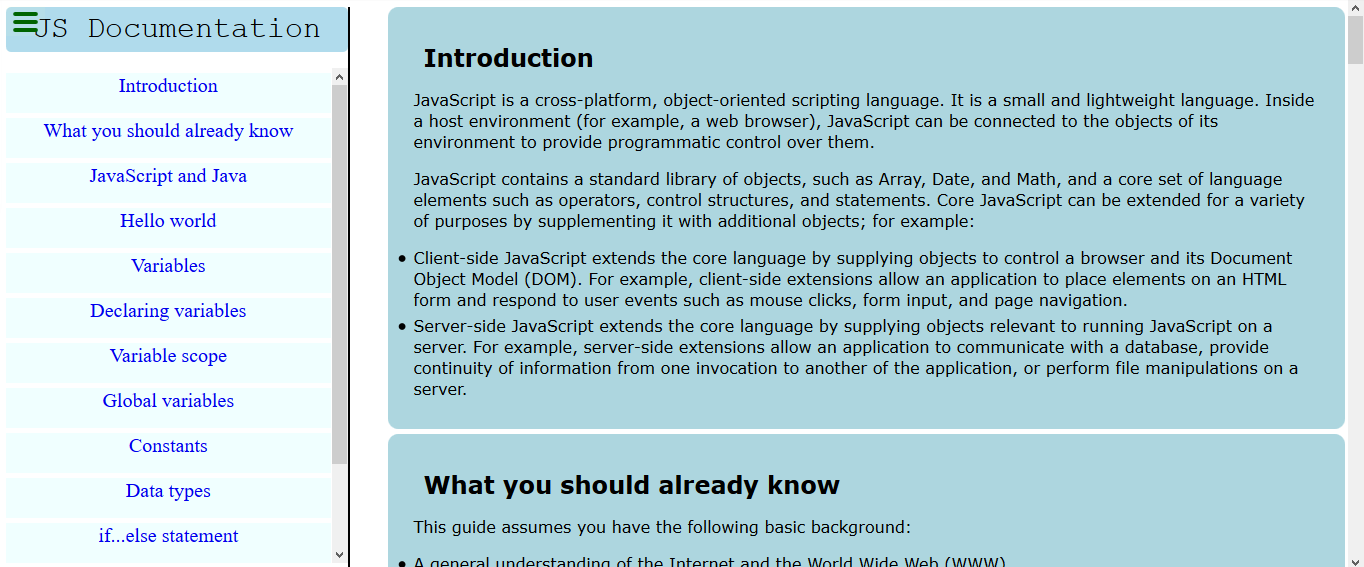 JS Documentation
Introduction
What you should already know
JavaScript and Java
Hello world
Variables
Declaring variables
Variable scope
Global variables
Constants
Data types
if...else statement
Introduction
JavaScript is a cross-platform, object-oriented scripting language. It is a small and lightweight language. Inside
a host environment (for example, a web browser), JavaScript can be connected to the objects of its
environment to provide programmatic control over them.
JavaScript contains a standard library of objects, such as Array, Date, and Math, and a core set of language
elements such as operators, control structures, and statements. Core JavaScript can be extended for a variety
of purposes by supplementing it with additional objects; for example:
● Client-side JavaScript extends the core language by supplying objects to control a browser and its Document
Object Model (DOM). For example, client-side extensions allow an application to place elements on an HTML
form and respond to user events such as mouse clicks, form input, and page navigation.
● Server-side JavaScript extends the core language by supplying objects relevant to running JavaScript on a
server. For example, server-side extensions allow an application to communicate with a database, provide
continuity of information from one invocation to another of the application, or perform file manipulations on a
server.
What you should already know
This guide assumes you have the following basic background:
● A general understanding of the Internet and the World Wide Web (WWW).